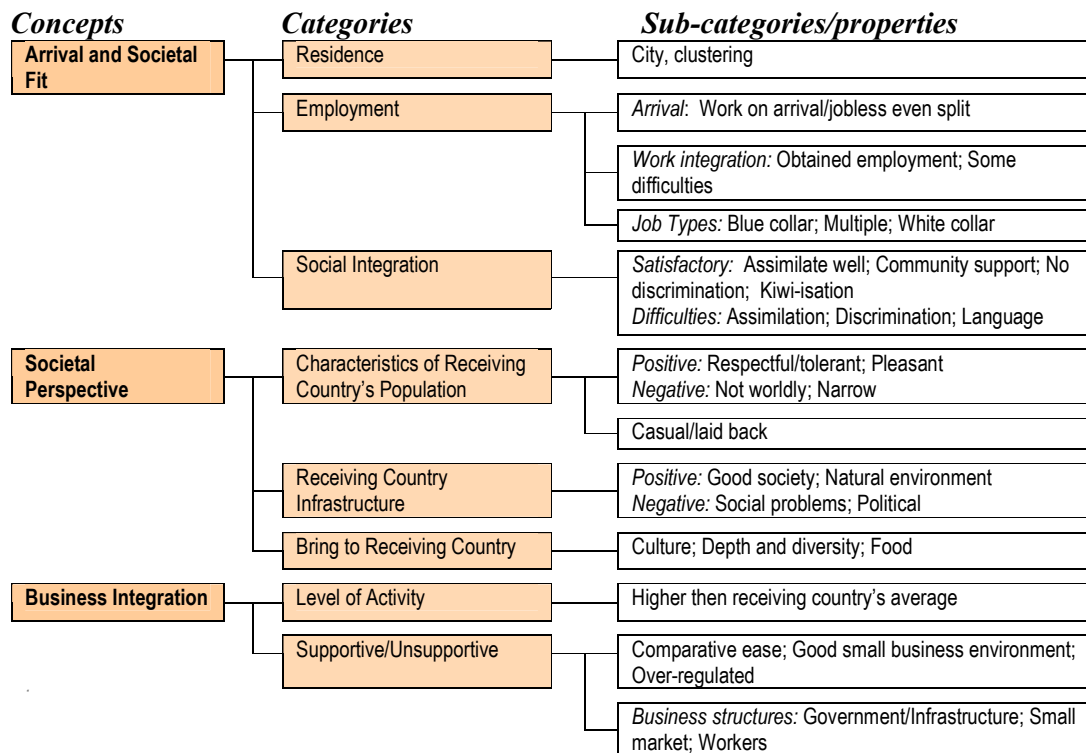 Concepts Categories Sub-categories/properties
Arrival and Societal
Fit
Residence
City, clustering
Employment
Arrival: Work on arrival/jobless even split
Work integration: Obtained employment; Some
difficulties
Job Types: Blue collar; Multiple; White collar
Social Integration
Satisfactory: Assimilate well; Community support; No
discrimination; Kiwi-isation
Difficulties: Assimilation; Discrimination; Language
Societal
Perspective
Characteristics of Receiving
Country's Population
Positive: Respectful/tolerant; Pleasant
Negative: Not worldly; Narrow
Casual/laid back
Receiving Country
Infrastructure
Positive: Good society; Natural environment
Negative: Social problems; Political
Bring to Receiving Country
Culture; Depth and diversity; Food
Business Integration
Level of Activity
Higher then receiving country's average
Supportive/Unsupportive
Comparative ease; Good small business environment;
Over-regulated
Business structures: Government/Infrastructure; Small
market; Workers